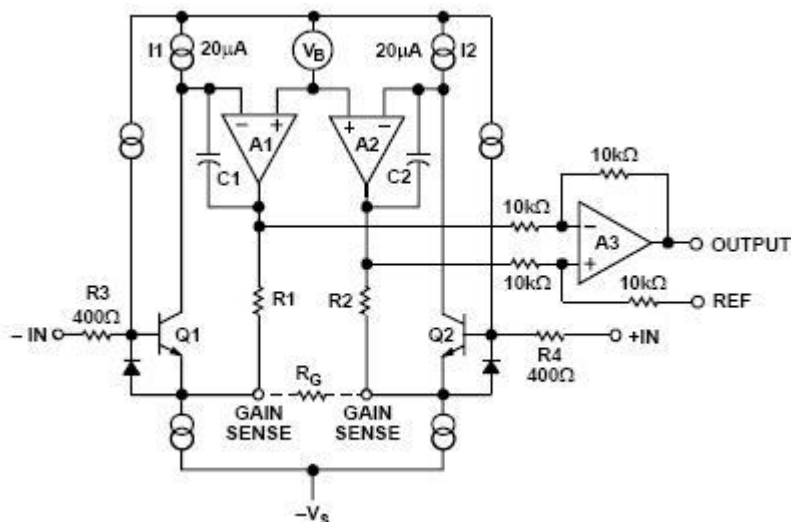 I1 20µA
VB
20µA I2
A1
A2
C1
C2
10kΩ
10kΩ
A3
OUTPUT
10kΩ
10kΩ
REF
R3
400Ω
R1
R2
– IN
Q1
Q2
+IN
R4
400Ω
RG
GAIN
SENSE
GAIN
SENSE
–Vs